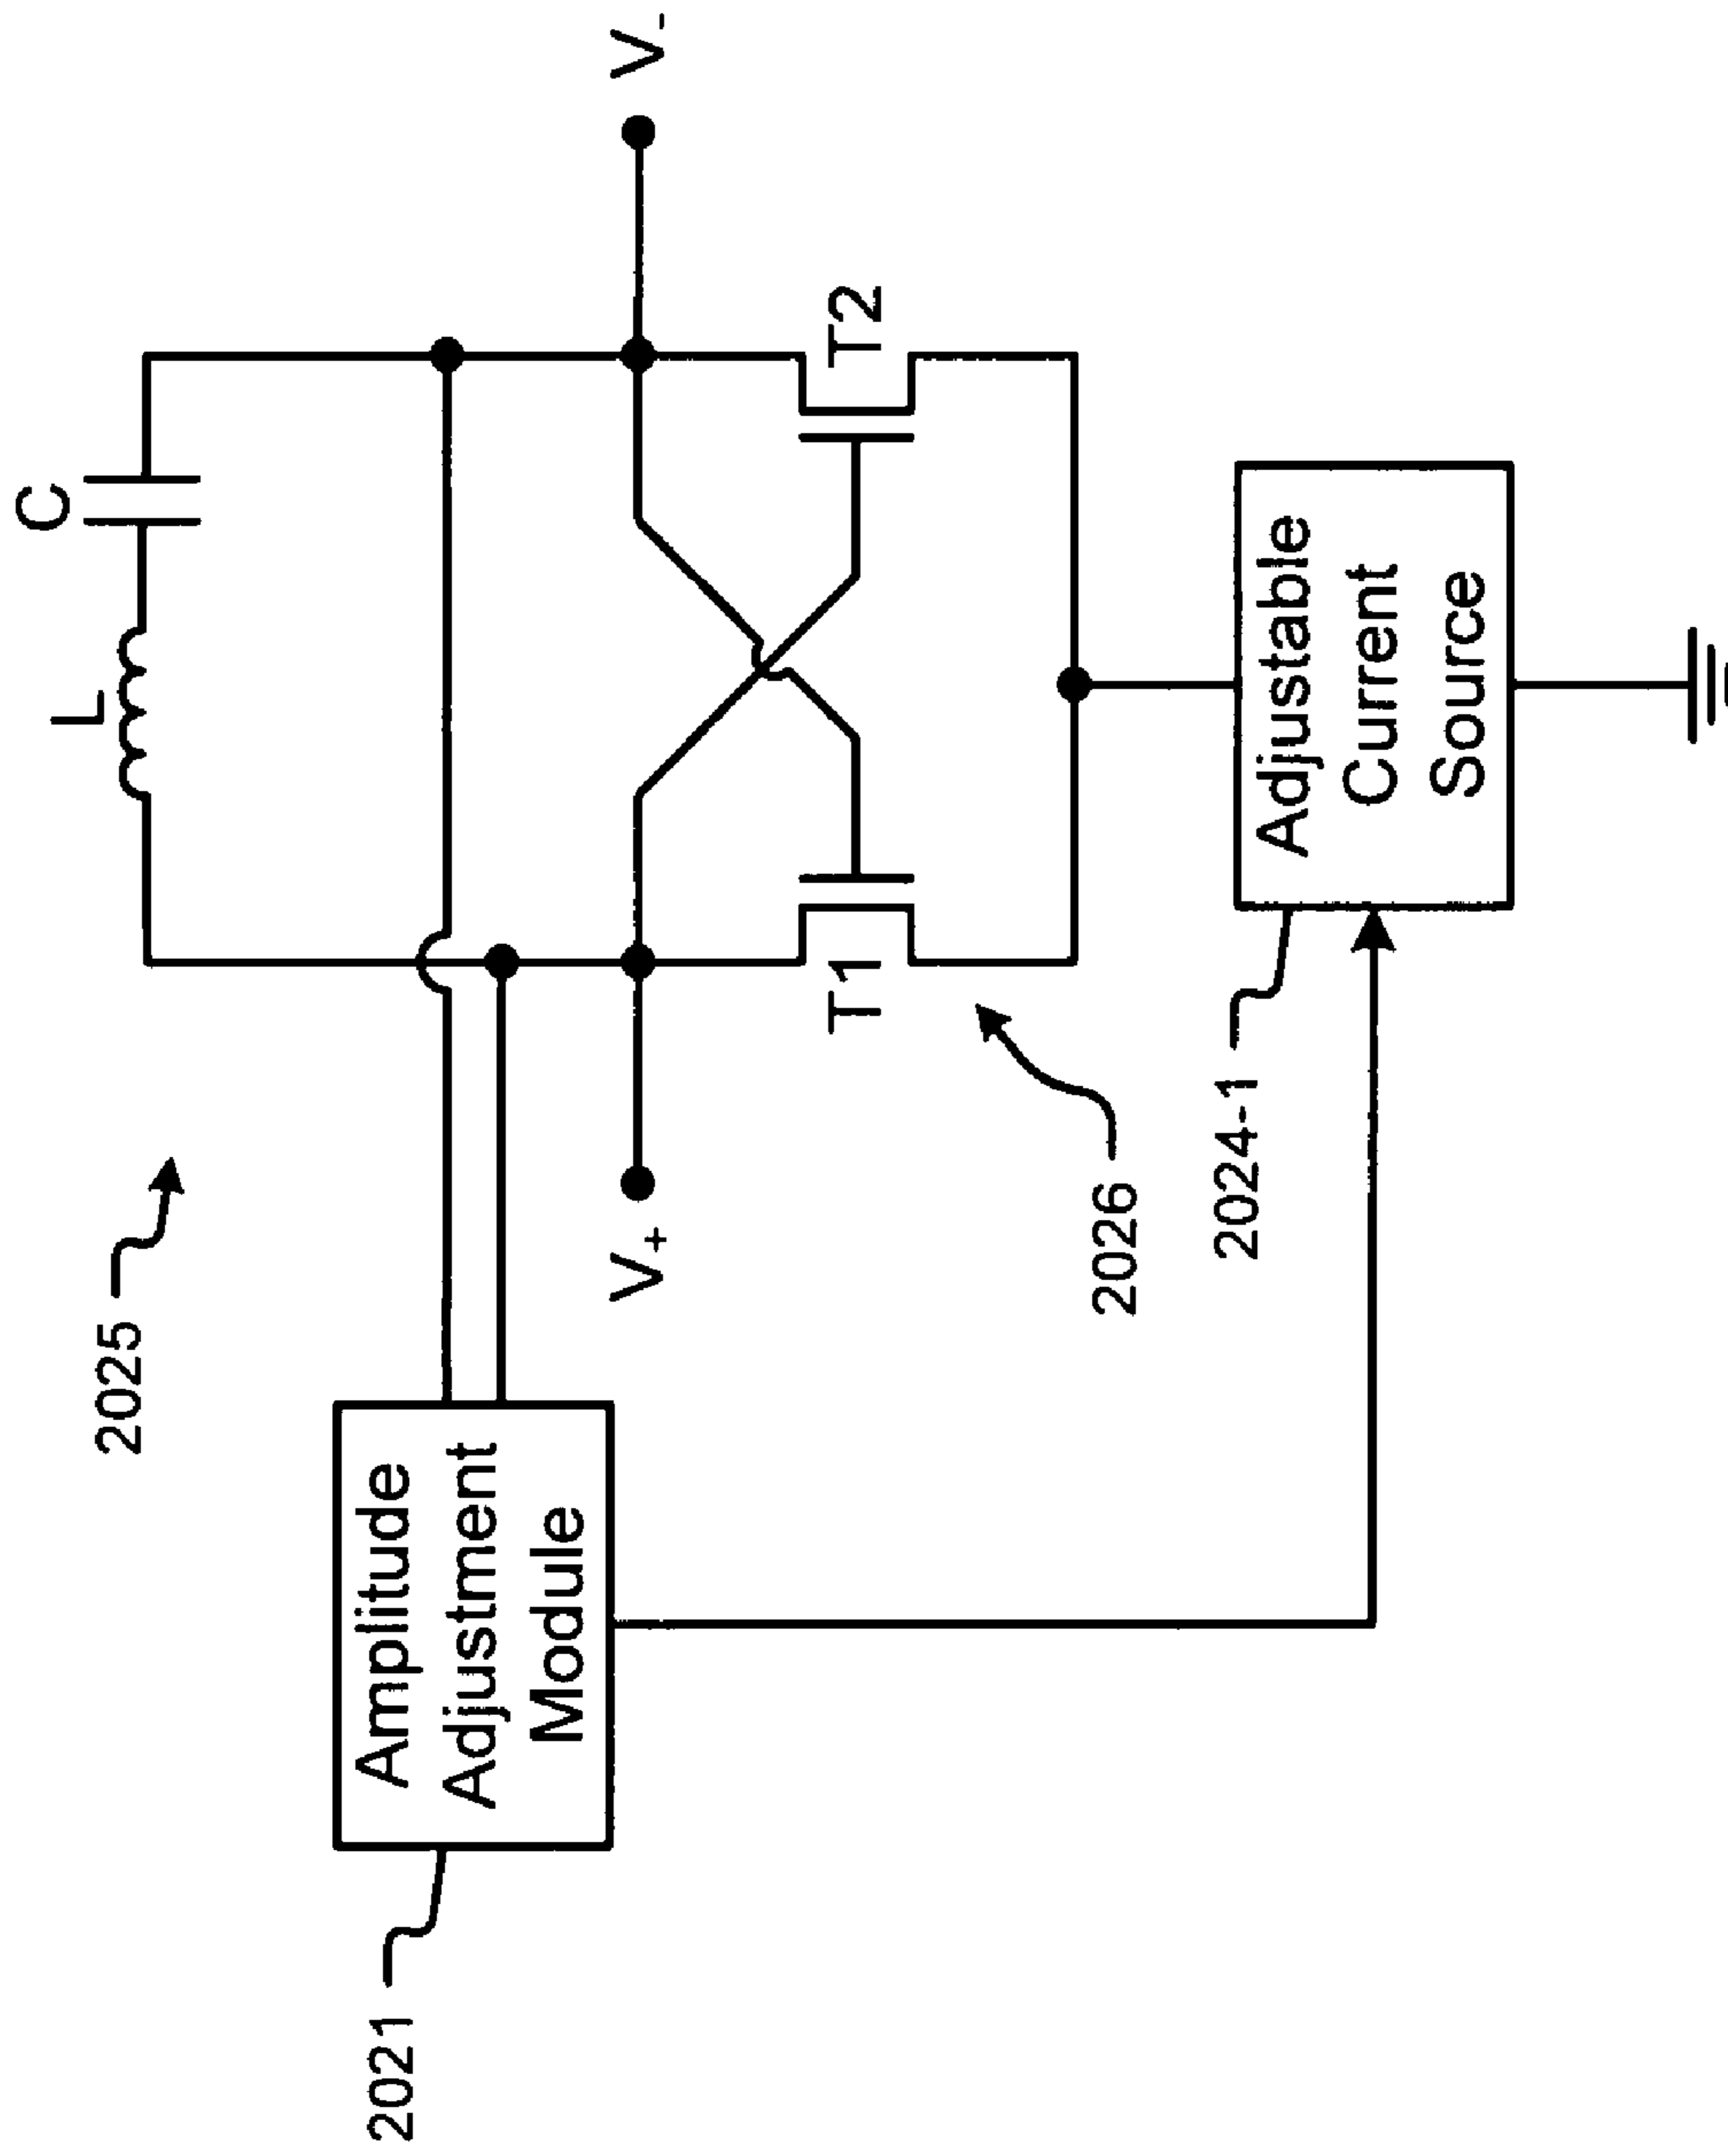 2025
L
C
Amplitude
Adjustment
Module
2021
V+
V-
T1
T2
2026
2024-1
Adjustable
Current
Source